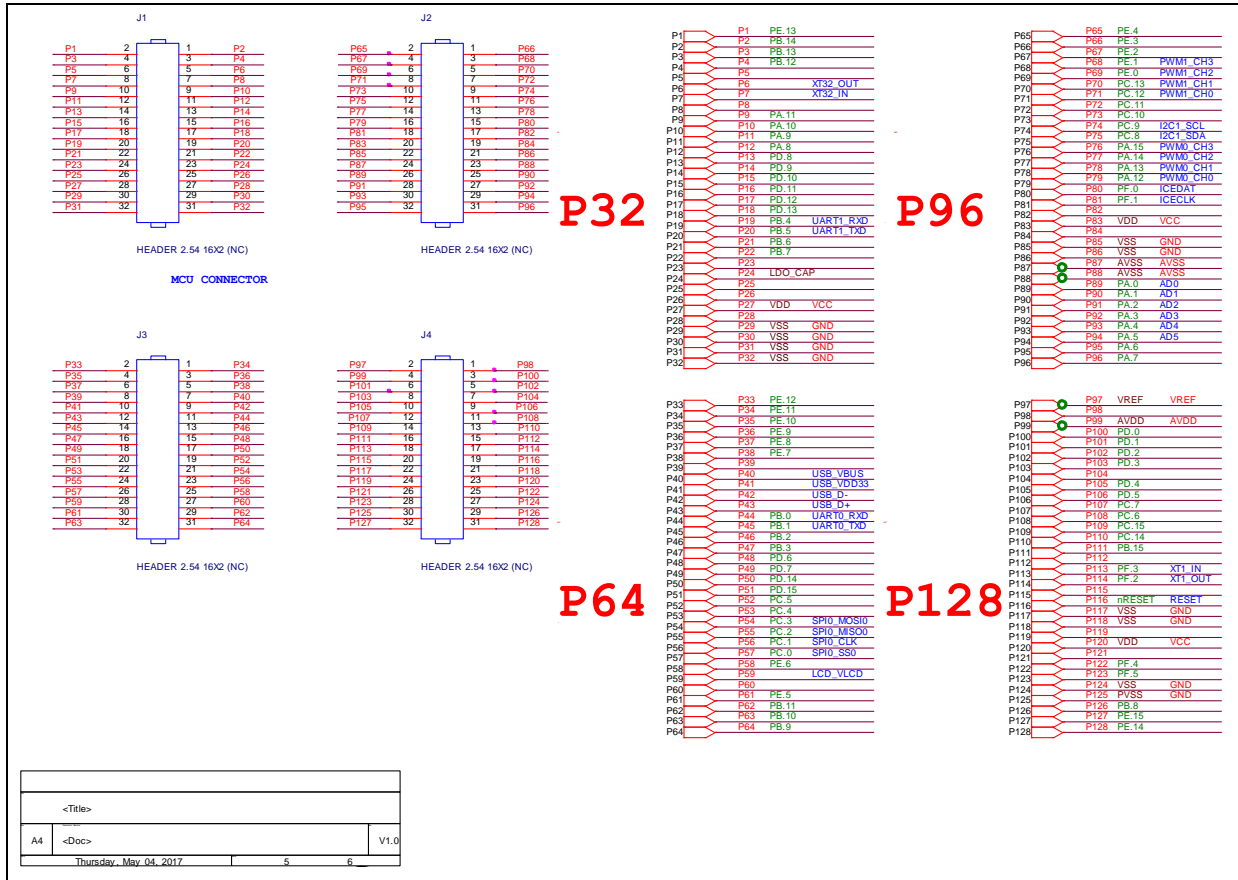 J1
P1 2 1 P2
P3 4 3 P4
P5 6 5 P6
P7 8 7 P8
P9 10 9 P10
P11 12 11 P12
P13 14 13 P14
P15 16 15 P16
P17 18 17 P18
P19 20 19 P20
P21 22 21 P22
P23 24 23 P24
P25 26 25 P26
P27 28 27 P28
P29 30 29 P30
P31 32 31 P32
HEADER 2.54 16X2 (NC)
J2
P65 2 1 P66
P67 4 3 P68
P69 6 5 P70
P71 8 7 P72
P73 10 9 P74
P75 12 11 P76
P77 14 13 P78
P79 16 15 P80
P81 18 17 P82
P83 20 19 P84
P85 22 21 P86
P87 24 23 P88
P89 26 25 P90
P91 28 27 P92
P93 30 29 P94
P95 32 31 P96
HEADER 2.54 16X2 (NC)
MCU CONNECTOR
J3
P33 2 1 P34
P35 4 3 P36
P37 6 5 P38
P39 8 7 P40
P41 10 9 P42
P43 12 11 P44
P45 14 13 P46
P47 16 15 P48
P49 18 17 P50
P51 20 19 P52
P53 22 21 P54
P55 24 23 P56
P57 26 25 P58
P59 28 27 P60
P61 30 29 P62
P63 32 31 P64
HEADER 2.54 16X2 (NC)
J4
P97 2 1 P98
P99 4 3 P100
P101 6 5 P102
P103 8 7 P104
P105 10 9 P106
P107 12 11 P108
P109 14 13 P110
P111 16 15 P112
P113 18 17 P114
P115 20 19 P116
P117 22 21 P118
P119 24 23 P120
P121 26 25 P122
P123 28 27 P124
P125 30 29 P126
P127 32 31 P128
HEADER 2.54 16X2 (NC)
P32
P1 P1 PE.13
P2 P2 PB.14
P3 P3 PB.13
P4 P4 PB.12
P5 P5
P6 P6 XT32_OUT
P7 P7 XT32_IN
P8 P8
P9 P9 PA.11
P10 P10 PA.10
P11 P11 PA.9
P12 P12 PA.8
P13 P13 PD.8
P14 P14 PD.9
P15 P15 PD.10
P16 P16 PD.11
P17 P17 PD.12
P18 P18 PD.13
P19 P19 PB.4 UART1_RXD
P20 P20 PB.5 UART1_TXD
P21 P21 PB.6
P22 P22 PB.7
P23 P23
P24 P24 LDO_CAP
P25 P25
P26 P26
P27 P27 VDD VCC
P28 P28
P29 P29 VSS GND
P30 P30 VSS GND
P31 P31 VSS GND
P32 P32 VSS GND
P96
P65 P65 PE.4
P66 P66 PE.3
P67 P67 PE.2
P68 P68 PE.1 PWM1_CH3
P69 P69 PE.0 PWM1_CH2
P70 P70 PC.13 PWM1_CH1
P71 P71 PC.12 PWM1_CH0
P72 P72 PC.11
P73 P73 PC.10
P74 P74 PC.9 I2C1_SCL
P75 P75 PC.8 I2C1_SDA
P76 P76 PA.15 PWM0_CH3
P77 P77 PA.14 PWM0_CH2
P78 P78 PA.13 PWM0_CH1
P79 P79 PA.12 PWM0_CH0
P80 P80 PF.0 ICEDAT
P81 P81 PF.1 ICECLK
P82 P82
P83 P83 VDD VCC
P84 P84
P85 P85 VSS GND
P86 P86 VSS GND
P87 P87 AVSS AVSS
P88 P88 AVSS AVSS
P89 P89 PA.0 AD0
P90 P90 PA.1 AD1
P91 P91 PA.2 AD2
P92 P92 PA.3 AD3
P93 P93 PA.4 AD4
P94 P94 PA.5 AD5
P95 P95 PA.6
P96 P96 PA.7
P64
P33 P33 PE.12
P34 P34 PE.11
P35 P35 PE.10
P36 P36 PE.9
P37 P37 PE.8
P38 P38 PE.7
P39 P39
P40 P40 USB_VBUS
P41 P41 USB_VDD33
P42 P42 USB_D-
P43 P43 USB_D+
P44 P44 PB.0 UART0_RXD
P45 P45 PB.1 UART0_TXD
P46 P46 PB.2
P47 P47 PB.3
P48 P48 PD.6
P49 P49 PD.7
P50 P50 PD.14
P51 P51 PD.15
P52 P52 PC.5
P53 P53 PC.4
P54 P54 PC.3 SPI0_MOSI0
P55 P55 PC.2 SPI0_MISO0
P56 P56 PC.1 SPI0_CLK
P57 P57 PC.0 SPI0_SS0
P58 P58 PE.6
P59 P59 LCD_VLCD
P60 P60
P61 P61 PE.5
P62 P62 PB.11
P63 P63 PB.10
P64 P64 PB.9
P128
P97 P97 VREF VREF
P98 P98
P99 P99 AVDD AVDD
P100 P100 PD.0
P101 P101 PD.1
P102 P102 PD.2
P103 P103 PD.3
P104 P104
P105 P105 PD.4
P106 P106 PD.5
P107 P107 PC.7
P108 P108 PC.6
P109 P109 PC.15
P110 P110 PC.14
P111 P111 PB.15
P112 P112
P113 P113 PF.3 XT1_IN
P114 P114 PF.2 XT1_OUT
P115 P115
P116 P116 nRESET RESET
P117 P117 VSS GND
P118 P118 VSS GND
P119 P119
P120 P120 VDD VCC
P121 P121
P122 P122 PF.4
P123 P123 PF.5
P124 P124 VSS GND
P125 P125 PVSS GND
P126 P126 PB.8
P127 P127 PE.15
P128 P128 PE.14
<Title>
A4 <Doc> V1.0
Thursday, May 04, 2017 5 6